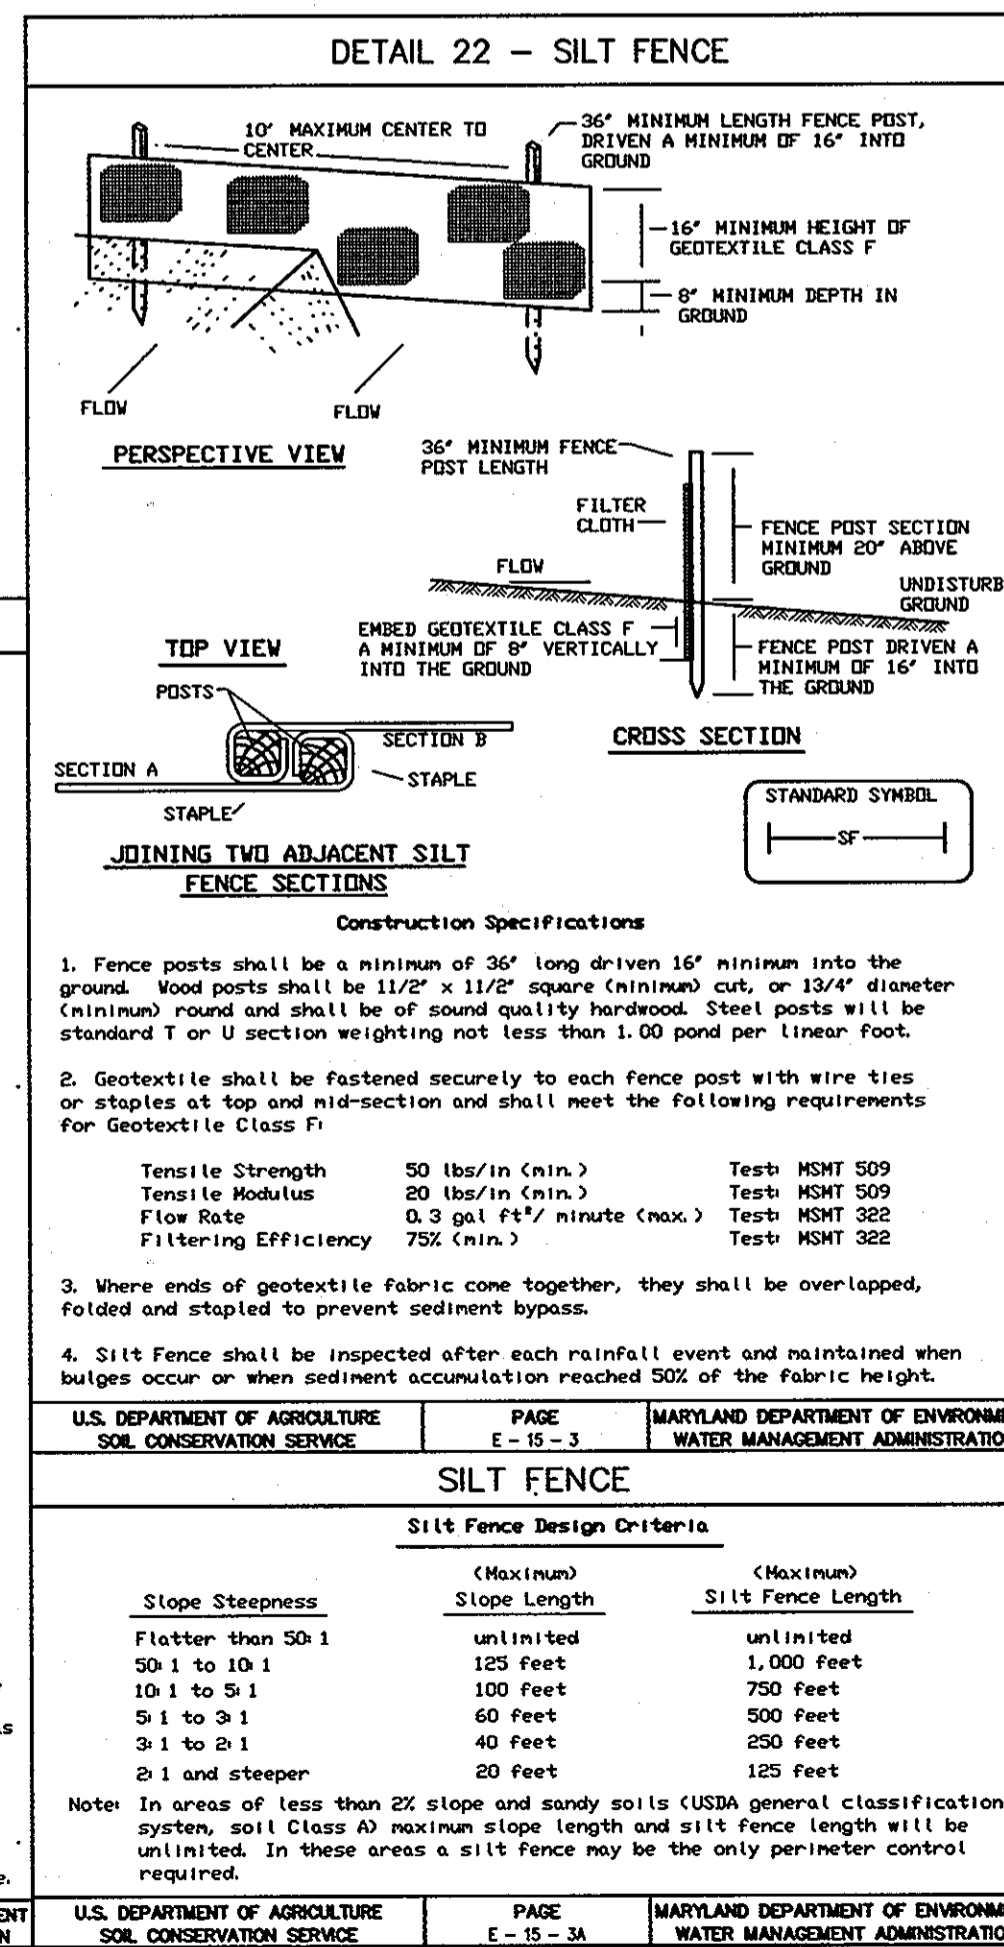 DETAIL 22 – SILT FENCE
10' MAXIMUM CENTER TO
CENTER
36" MINIMUM LENGTH FENCE POST,
DRIVEN A MINIMUM OF 16" INTO
GROUND
16" MINIMUM HEIGHT OF
GEOTEXTILE CLASS F
8" MINIMUM DEPTH IN
GROUND
FLOW
FLOW
PERSPECTIVE VIEW
36" MINIMUM FENCE
POST LENGTH
FILTER
CLOTH
FENCE POST SECTION
MINIMUM 20" ABOVE
GROUND
FLOW
UNDISTURB
GROUND
EMBED GEOTEXTILE CLASS F
A MINIMUM OF 8" VERTICALLY
INTO THE GROUND
FENCE POST DRIVEN A
MINIMUM OF 16" INTO
THE GROUND
TOP VIEW
POSTS
SECTION B
SECTION A
STAPLE
STAPLE
CROSS SECTION
STANDARD SYMBOL
SF
JOINING TWO ADJACENT SILT
FENCE SECTIONS
Construction Specifications
1. Fence posts shall be a minimum of 36" long driven 16" minimum into the
ground. Wood posts shall be 11/2" x 11/2" square (minimum) cut, or 13/4" diameter
(minimum) round and shall be of sound quality hardwood. Steel posts will be
standard T or U section weighting not less than 1.00 pond per linear foot.
2. Geotextile shall be fastened securely to each fence post with wire ties
or staples at top and mid-section and shall meet the following requirements
for Geotextile Class F:
Tensile Strength 50 lbs/in (min.) Test: MSMT 509
Tensile Modulus 20 lbs/in (min.) Test: MSMT 509
Flow Rate 0.3 gal ft²/ minute (max.) Test: MSMT 322
Filtering Efficiency 75% (min.) Test: MSMT 322
3. Where ends of geotextile fabric come together, they shall be overlapped,
folded and stapled to prevent sediment bypass.
4. Silt Fence shall be inspected after each rainfall event and maintained when
bulges occur or when sediment accumulation reached 50% of the fabric height.
U.S. DEPARTMENT OF AGRICULTURE
SOIL CONSERVATION SERVICE
PAGE
E – 15 – 3
MARYLAND DEPARTMENT OF ENVIRONME
WATER MANAGEMENT ADMINISTRATIO
SILT FENCE
Silt Fence Design Criteria
(Maximum) (Maximum)
Slope Steepness Slope Length Silt Fence Length
Flatter than 50:1 unlimited unlimited
50:1 to 10:1 125 feet 1,000 feet
10:1 to 5:1 100 feet 750 feet
5:1 to 3:1 60 feet 500 feet
3:1 to 2:1 40 feet 250 feet
2:1 and steeper 20 feet 125 feet
Note: In areas of less than 2% slope and sandy soils (USDA general classification
system, soil Class A) maximum slope length and silt fence length will be
unlimited. In these areas a silt fence may be the only perimeter control
required.
U.S. DEPARTMENT OF AGRICULTURE
SOIL CONSERVATION SERVICE
PAGE
E – 15 – 3A
MARYLAND DEPARTMENT OF ENVIRONME
WATER MANAGEMENT ADMINISTRATIO